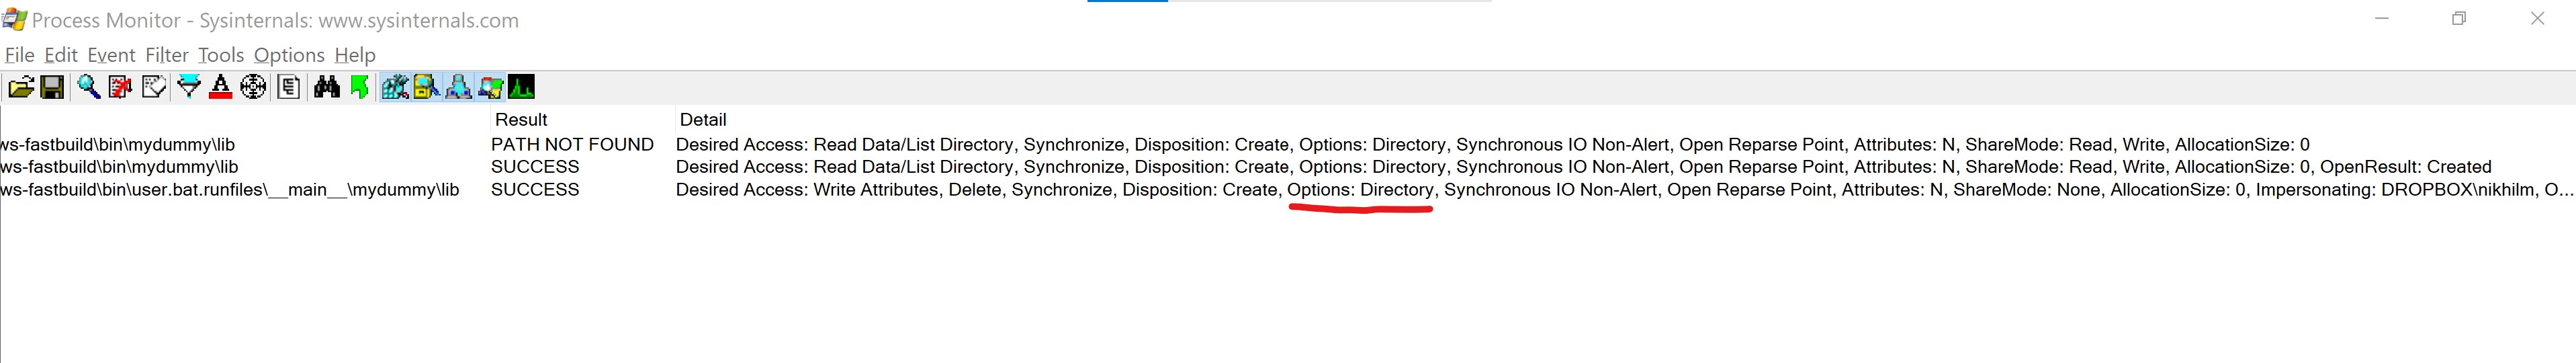 Process Monitor - Sysinternals: www.sysinternals.com
File Edit Event Filter Tools Options Help
Result Detail
ws-fastbuild\bin\mydummy\lib PATH NOT FOUND Desired Access: Read Data/List Directory, Synchronize, Disposition: Create, Options: Directory, Synchronous IO Non-Alert, Open Reparse Point, Attributes: N, ShareMode: Read, Write, AllocationSize: 0
ws-fastbuild\bin\mydummy\lib SUCCESS Desired Access: Read Data/List Directory, Synchronize, Disposition: Create, Options: Directory, Synchronous IO Non-Alert, Open Reparse Point, Attributes: N, ShareMode: Read, Write, AllocationSize: 0, OpenResult: Created
ws-fastbuild\bin\user.bat.runfiles\__main__\mydummy\lib SUCCESS Desired Access: Write Attributes, Delete, Synchronize, Disposition: Create, Options: Directory, Synchronous IO Non-Alert, Open Reparse Point, Attributes: N, ShareMode: None, AllocationSize: 0, Impersonating: DROPBOX\nikhilm, O...